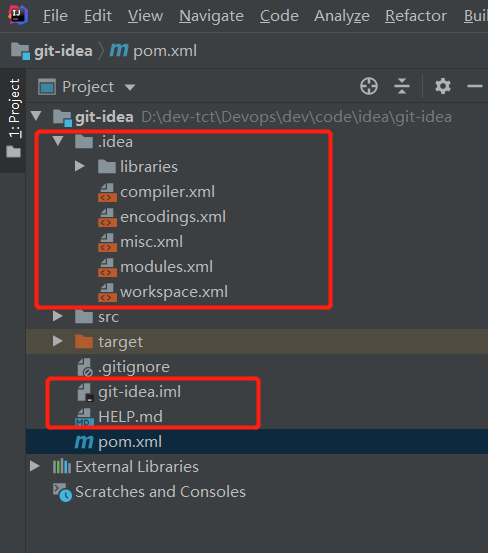 File Edit View Navigate Code Analyze Refactor Buil
git-idea pom.xml
1: Project
Project
git-idea D:\dev-tct\Devops\dev\code\idea\git-idea
.idea
libraries
compiler.xml
encodings.xml
misc.xml
modules.xml
workspace.xml
src
target
.gitignore
git-idea.iml
HELP.md
pom.xml
External Libraries
Scratches and Consoles